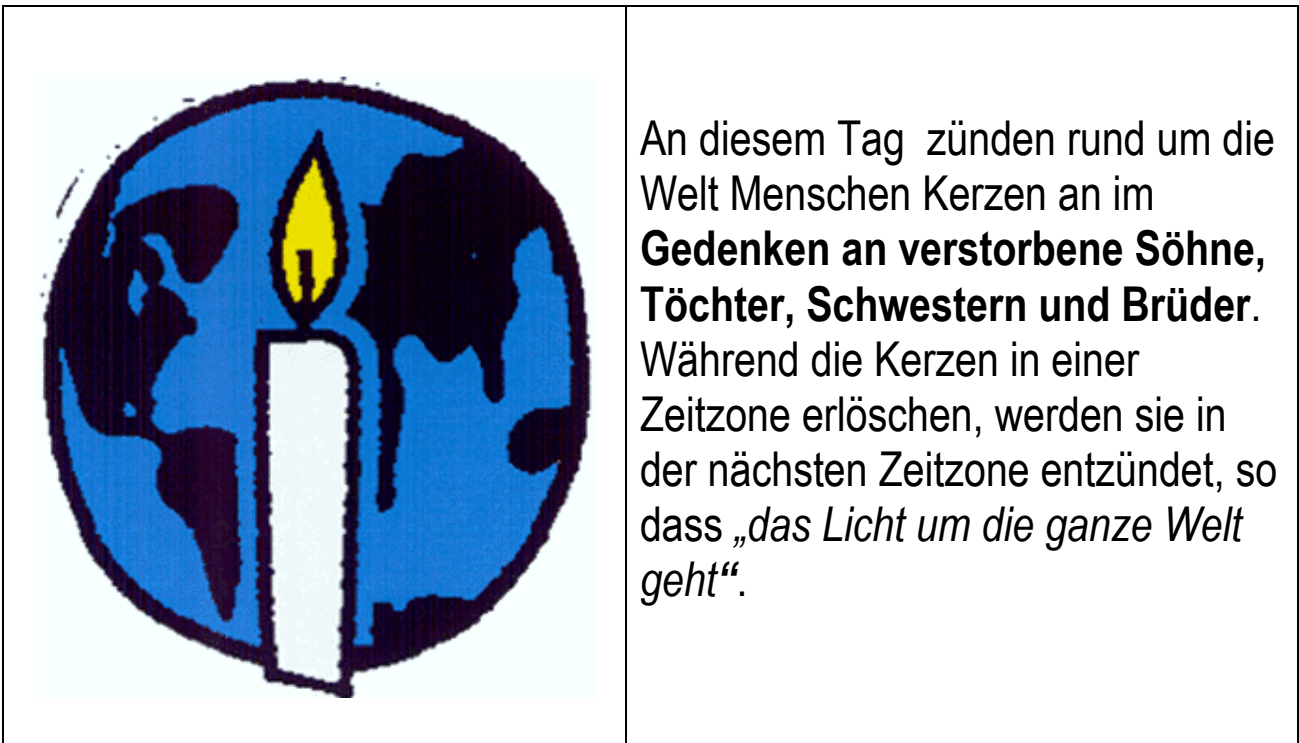 An diesem Tag  zünden rund um die
Welt Menschen Kerzen an im
Gedenken an verstorbene Söhne,
Töchter, Schwestern und Brüder.
Während die Kerzen in einer
Zeitzone erlöschen, werden sie in
der nächsten Zeitzone entzündet, so
dass „das Licht um die ganze Welt
geht“.